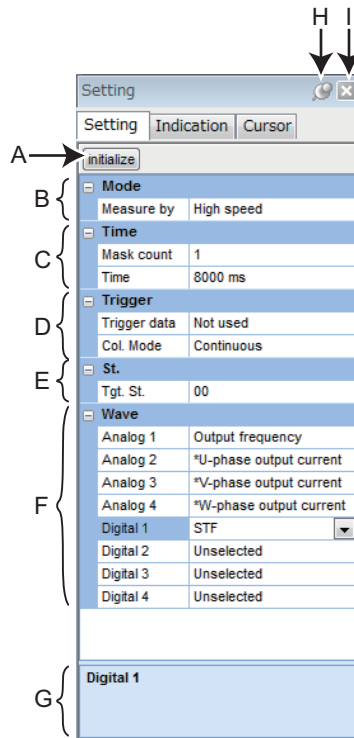 H I
Setting
Setting Indication Cursor
A initialize
B
Mode
Measure by High speed
C
Time
Mask count 1
Time 8000 ms
D
Trigger
Trigger data Not used
Col. Mode Continuous
E
St.
Tgt. St. 00
F
Wave
Analog 1 Output frequency
Analog 2 *U-phase output current
Analog 3 *V-phase output current
Analog 4 *W-phase output current
Digital 1 STF
Digital 2 Unselected
Digital 3 Unselected
Digital 4 Unselected
G
Digital 1